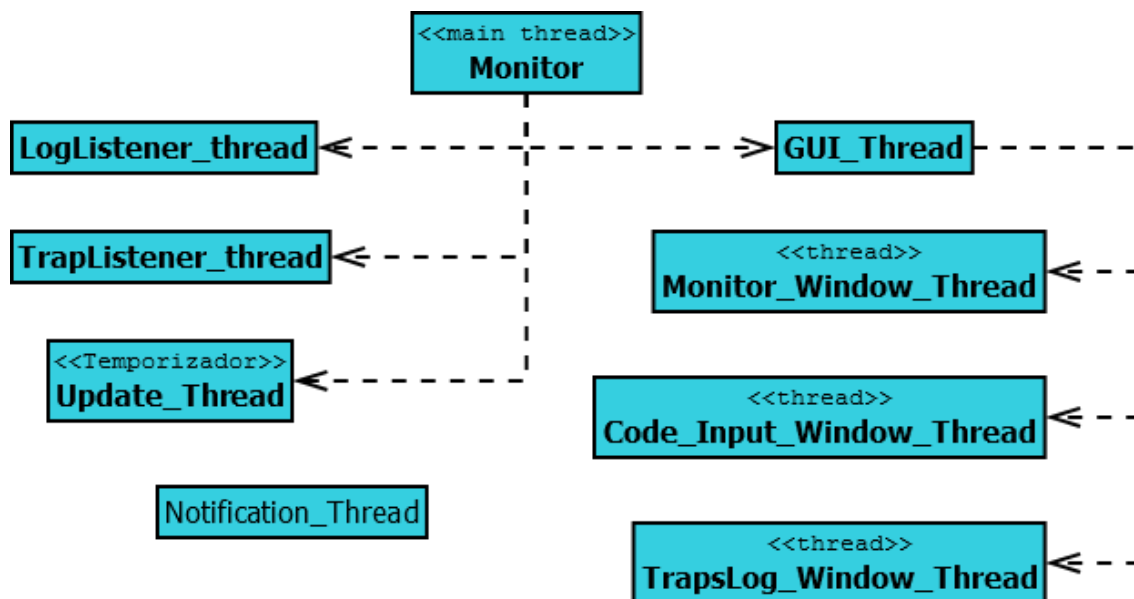 <<main thread>>
Monitor
LogListener_thread
GUI_Thread
TrapListener_thread
<<thread>>
Monitor_Window_Thread
<<Temporizador>>
Update_Thread
<<thread>>
Code_Input_Window_Thread
Notification_Thread
<<thread>>
TrapsLog_Window_Thread